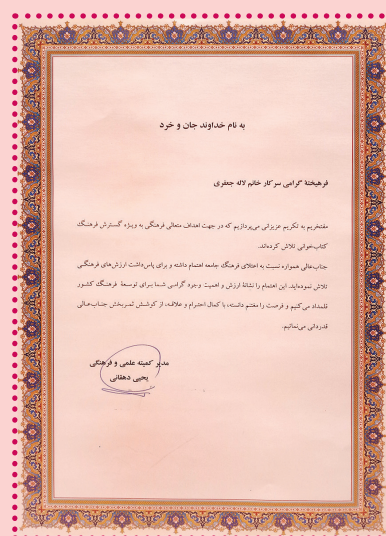 به نام خداوند جان و خرد
فرهیختهٔ گرامی سرکار خانم لاله جعفری
مفتخریم به تکریم عزیزانی می‌پردازیم که در جهت اهداف متعالی فرهنگی به ویژه گسترش فرهنگ
کتاب‌خوانی تلاش کرده‌اند.
جناب‌عالی همواره نسبت به اعتلای فرهنگ جامعه اهتمام داشته و برای پاس‌داشت ارزش‌های فرهنگی
تلاش نموده‌اید. این اهتمام را نشانهٔ ارزش و اهمیت وجود گرامی شما برای توسعهٔ فرهنگ کشور
قلمداد می‌کنیم و فرصت را مغتنم دانسته، با کمال احترام و علاقه، از کوشش ثمربخش جناب‌عالی
قدردانی می‌نمائیم.
مدیر کمیته علمی و فرهنگی
یحیی دهقانی